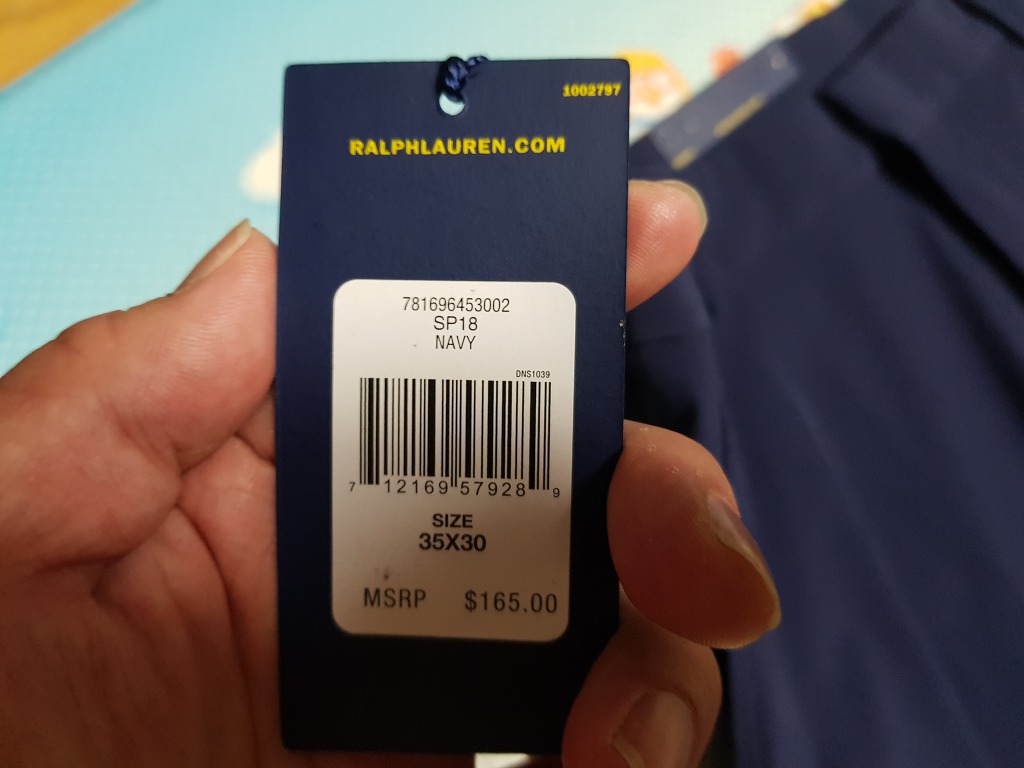 1002797
RALPHLAUREN.COM
781696453002
SP18
NAVY
DNS1039
7 12169 57928 9
SIZE
35X30
MSRP $165.00